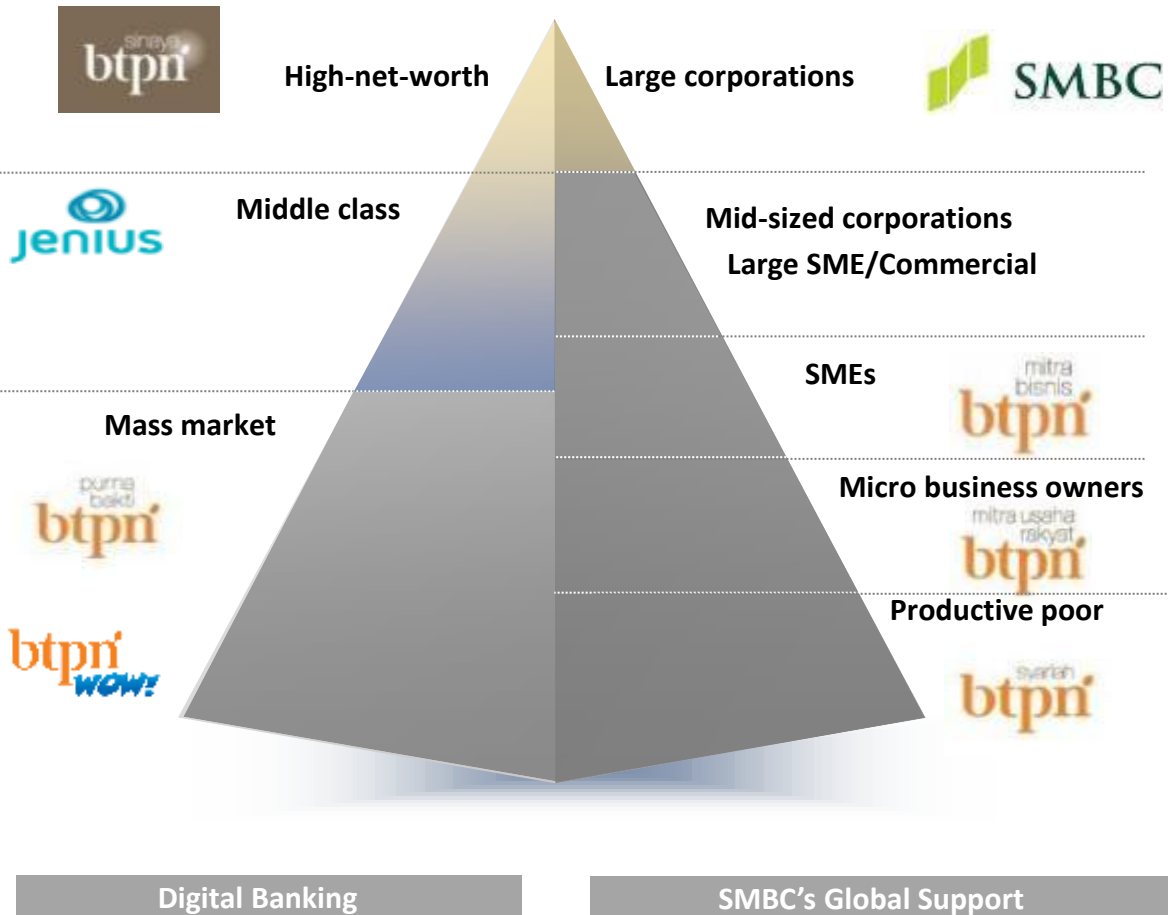 sinaya
btpn
High-net-worth
Large corporations
SMBC
jenius
Middle class
Mid-sized corporations
Large SME/Commercial
SMEs
mitra
bisnis
btpn
Mass market
purna
bakti
btpn
Micro business owners
mitra usaha
rakyat
btpn
Productive poor
btpn
wow!
syariah
btpn
Digital Banking
SMBC's Global Support